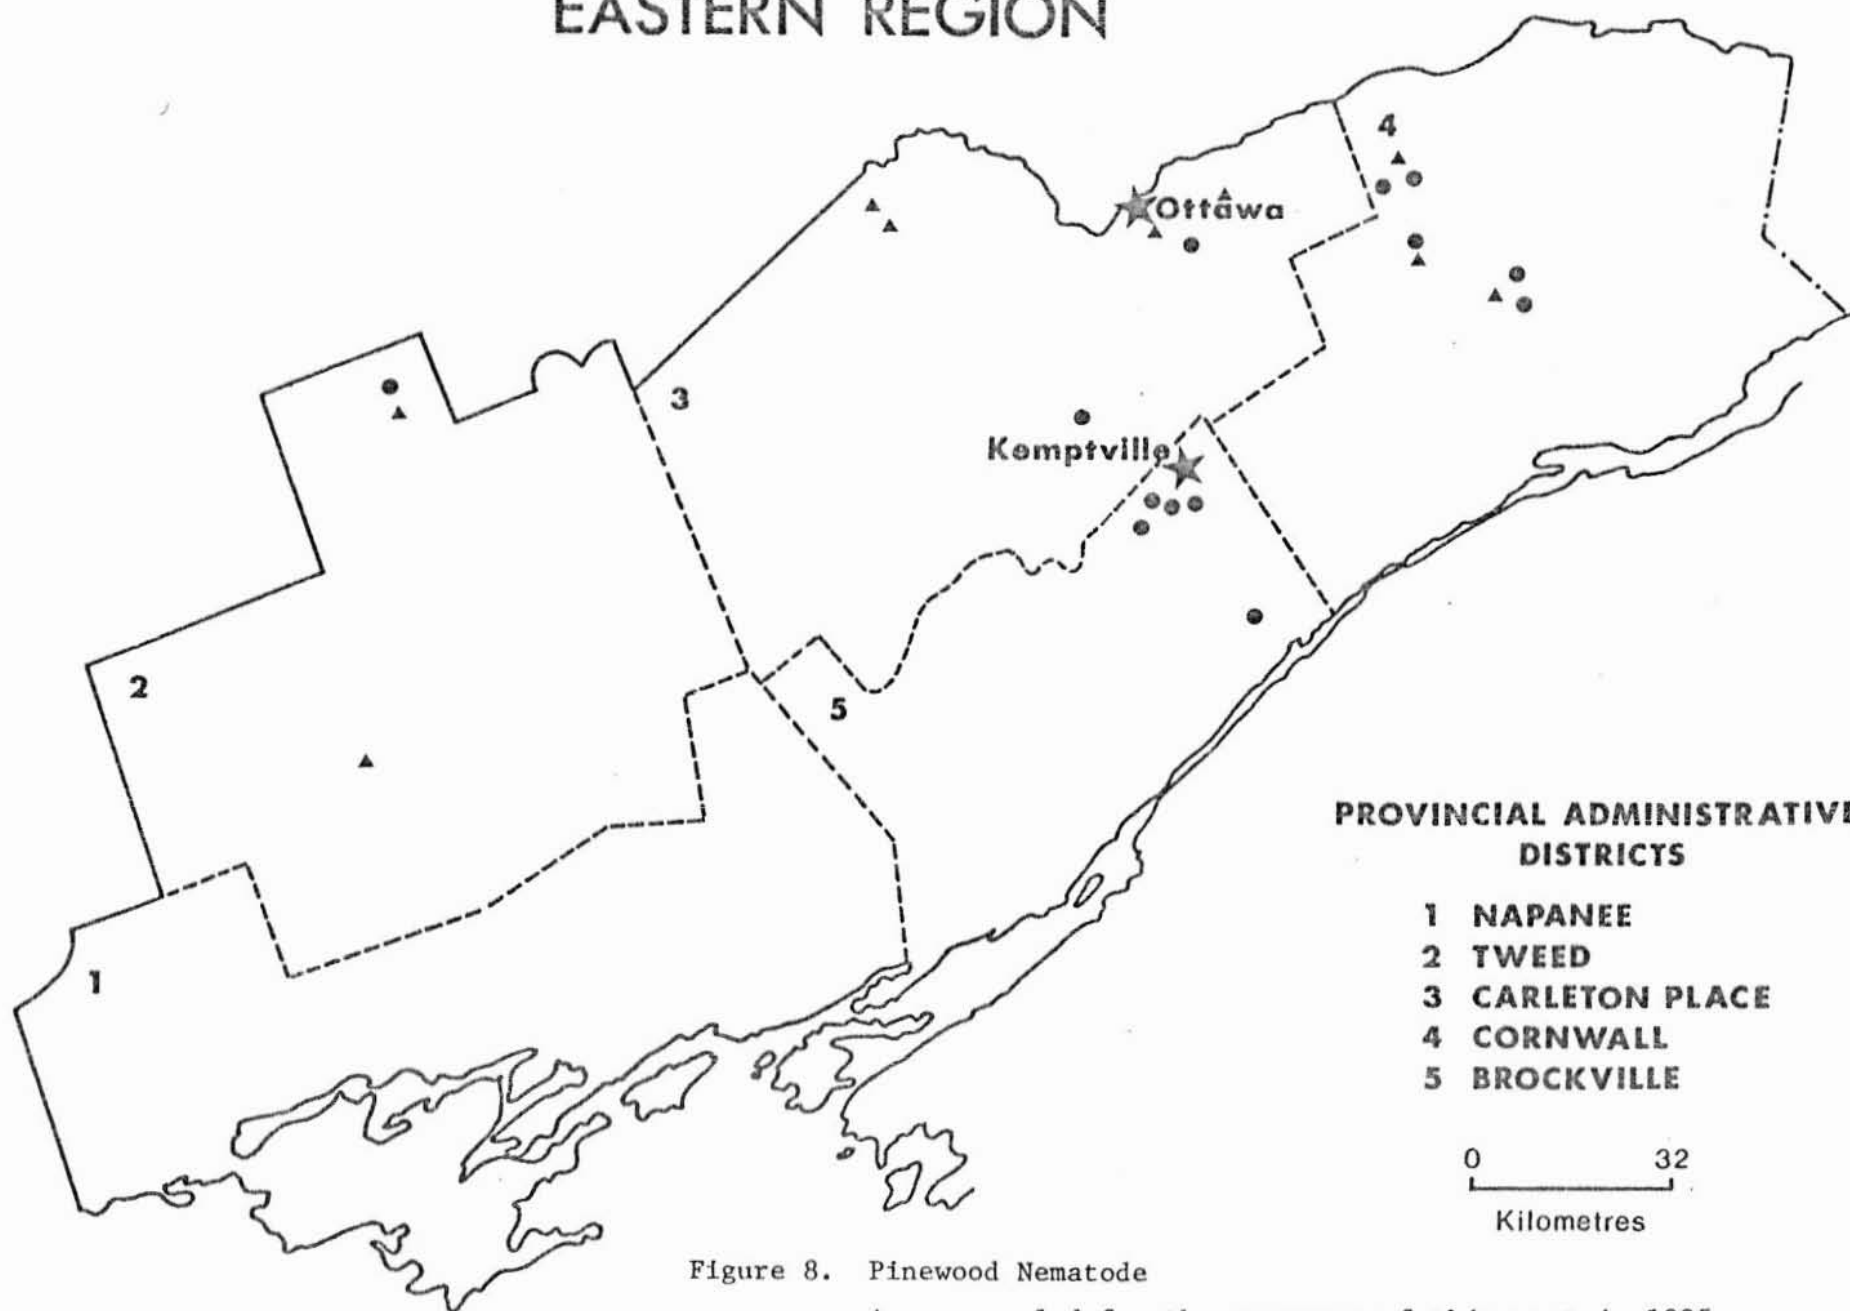 EASTERN REGION
4
Ottawa
3
Kemptville
2
5
1
PROVINCIAL ADMINISTRATIVE
DISTRICTS
1 NAPANEE
2 TWEED
3 CARLETON PLACE
4 CORNWALL
5 BROCKVILLE
0 32
Kilometres
Figure 8. Pinewood Nematode